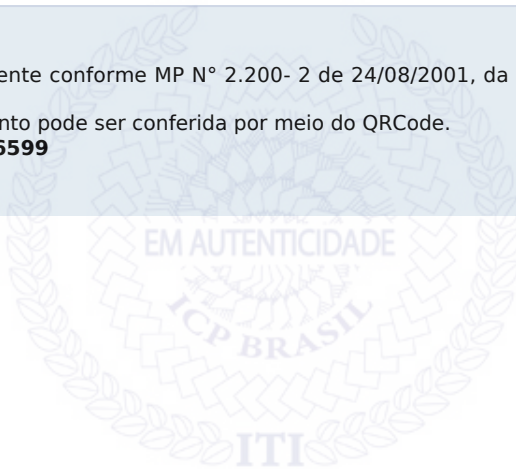 ente conforme MP N° 2.200- 2 de 24/08/2001, da
nto pode ser conferida por meio do QRCode.
6599
EM AUTENTICIDADE
ICP BRASIL
ITI